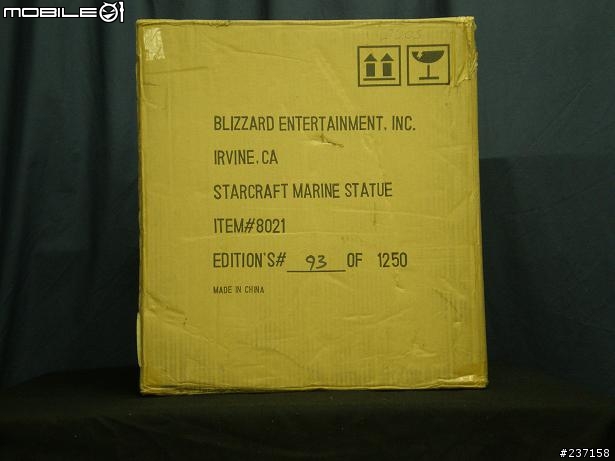 MOBILE01
BLIZZARD ENTERTAINMENT, INC.
IRVINE, CA
STARCRAFT MARINE STATUE
ITEM#8021
EDITION'S# 93 OF 1250
MADE IN CHINA
#237158